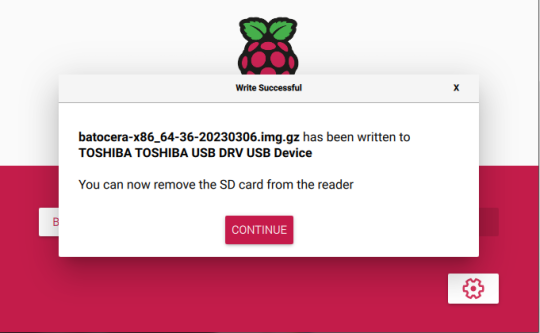 Write Successful
X
batocera-x86_64-36-20230306.img.gz has been written to
TOSHIBA TOSHIBA USB DRV USB Device
You can now remove the SD card from the reader
B
CONTINUE